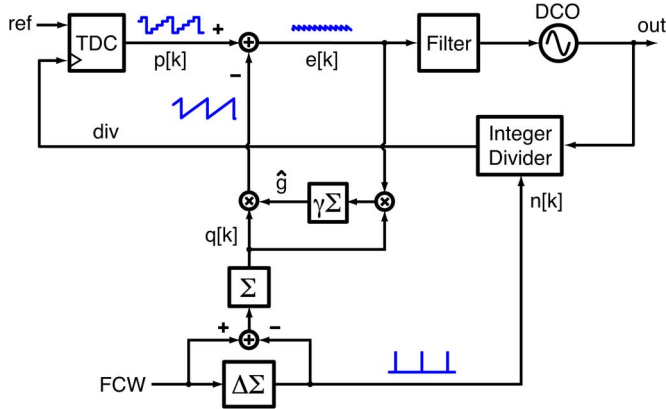 DCO
ref
TDC
+
+
Filter
out
p[k]
e[k]
−
div
Integer
Divider
ĝ
×
γΣ
×
n[k]
q[k]
Σ
+
−
+
FCW
ΔΣ